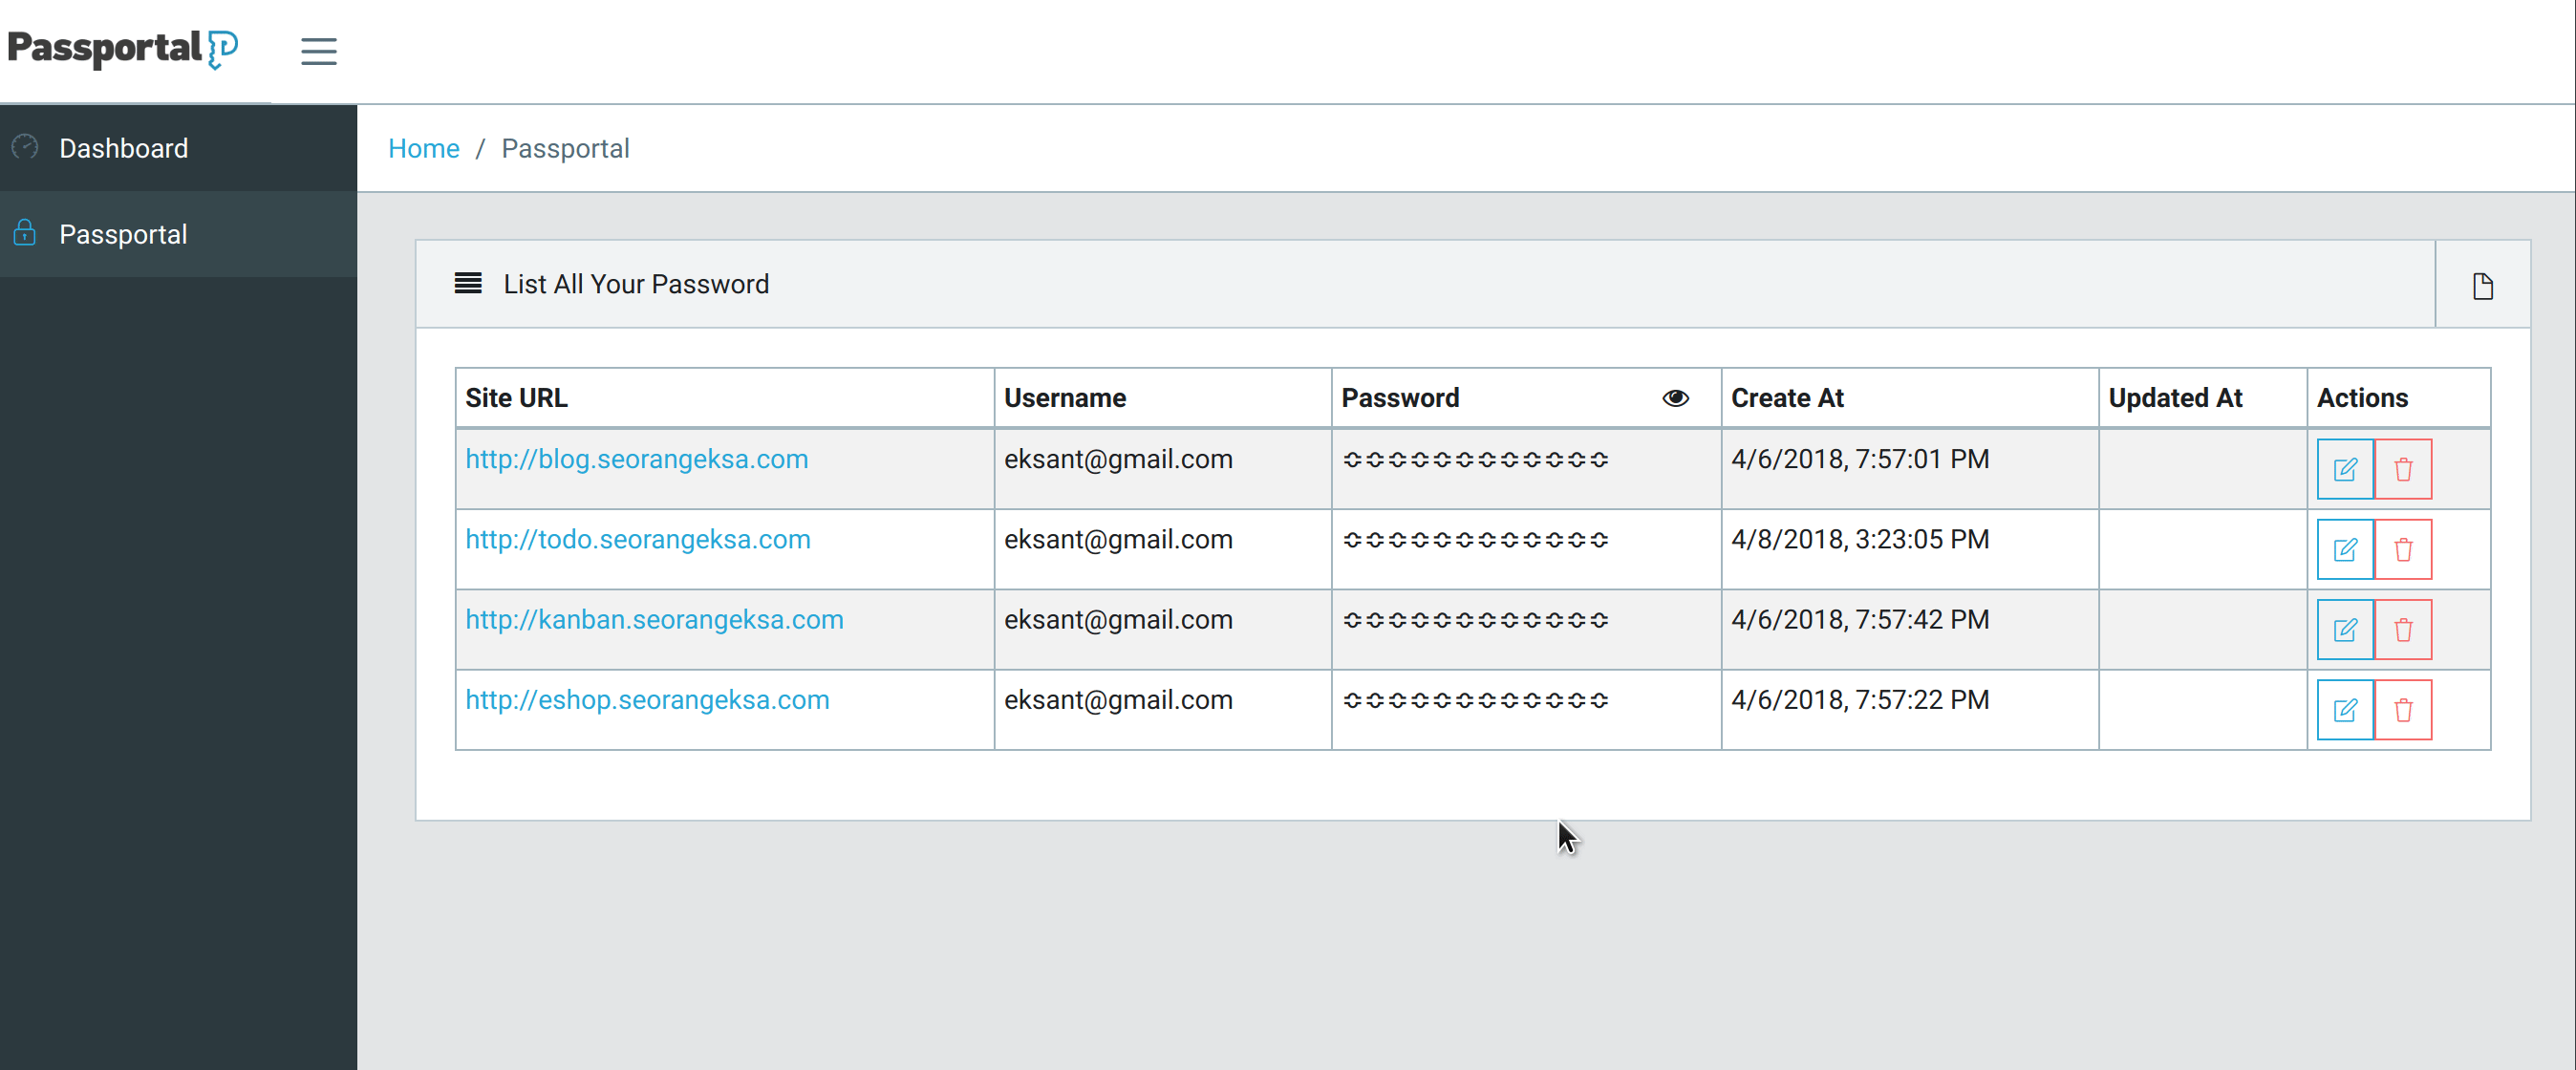 Passportal
Dashboard
Passportal
Home / Passportal
List All Your Password
Site URL Username Password Create At Updated At Actions
http://blog.seorangeksa.com eksant@gmail.com 4/6/2018, 7:57:01 PM
http://todo.seorangeksa.com eksant@gmail.com 4/8/2018, 3:23:05 PM
http://kanban.seorangeksa.com eksant@gmail.com 4/6/2018, 7:57:42 PM
http://eshop.seorangeksa.com eksant@gmail.com 4/6/2018, 7:57:22 PM